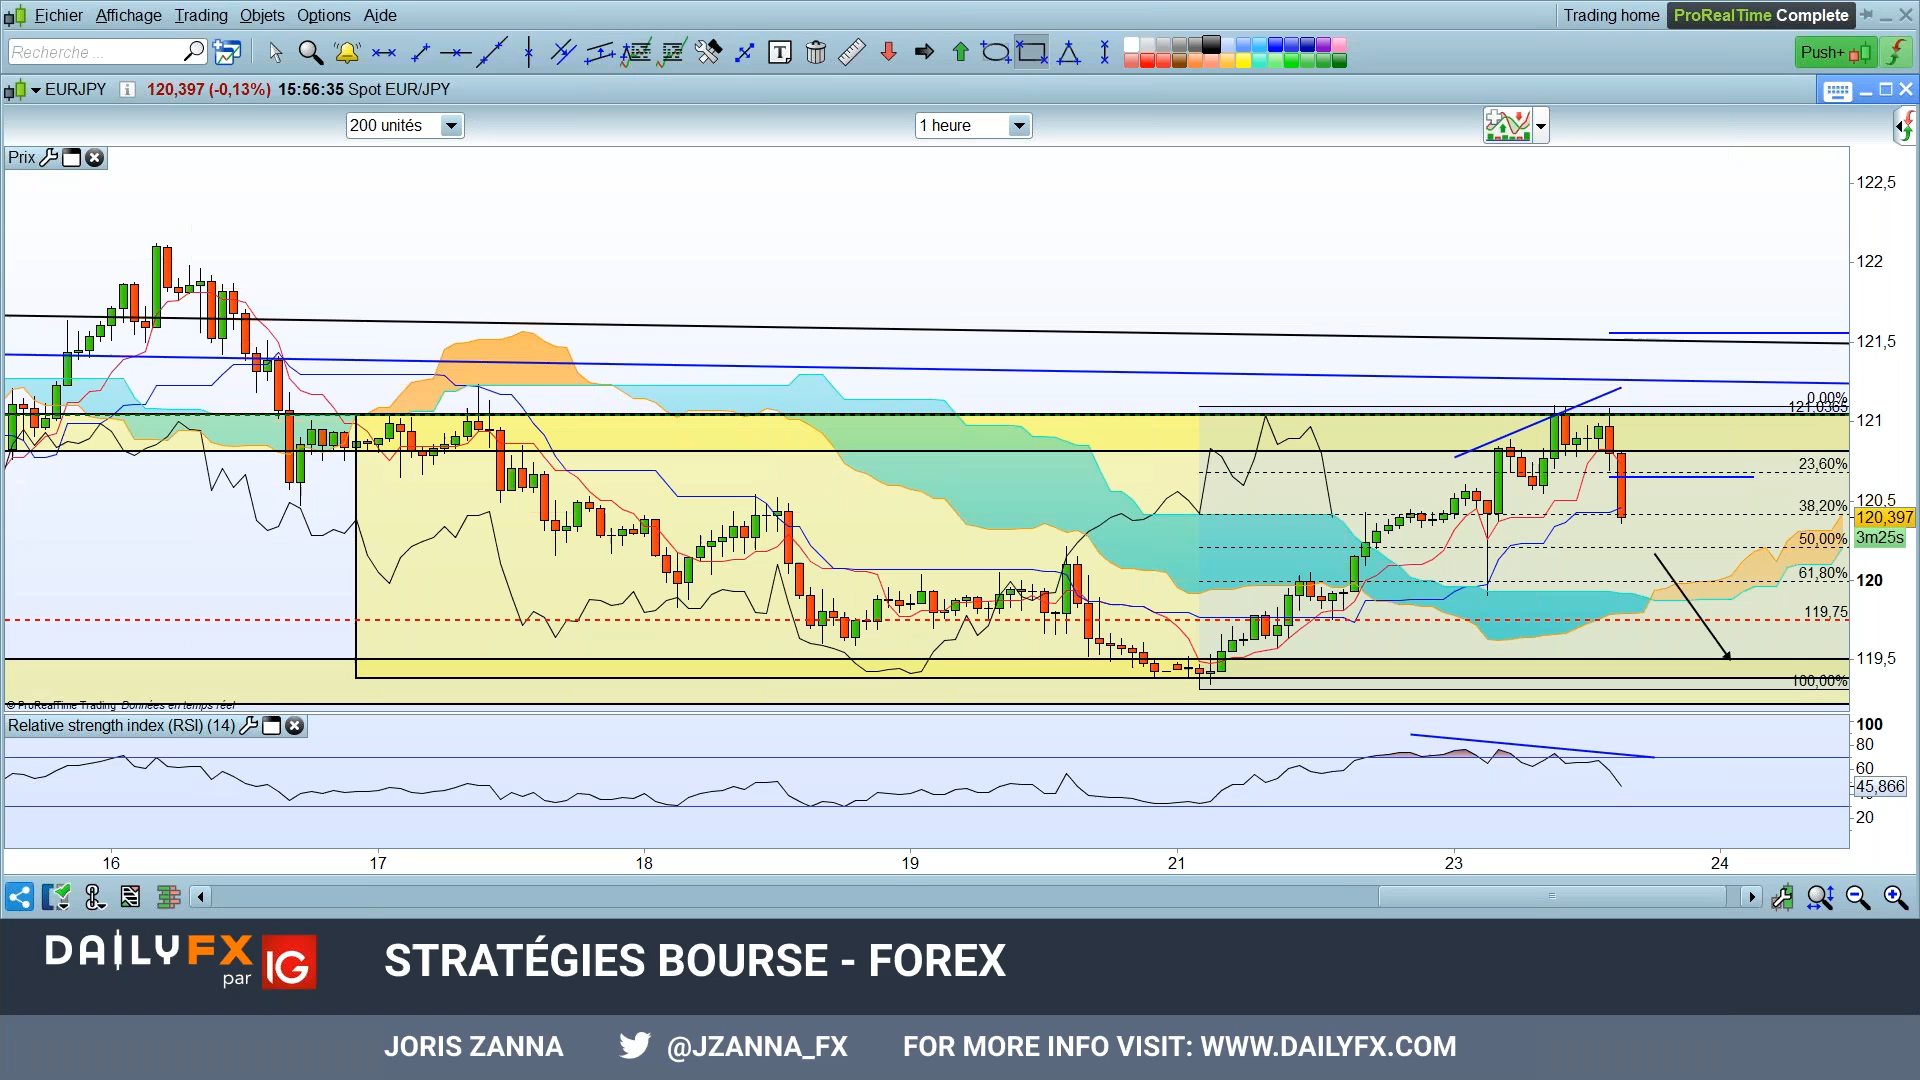 Fichier Affichage Trading Objets Options Aide Trading home ProRealTime Complete
Recherche ... Push+
EURJPY 120,397 (-0,13%) 15:56:35 Spot EUR/JPY
200 unités 1 heure
Prix
122,5
122
121,5
0,00%
121,0365
121
23,60%
38,20%
120,5
120,397
50,00%
3m25s
61,80%
120
119,75
119,5
100,00%
© ProRealTime Trading Données en temps réel
Relative strength index (RSI) (14)
100
80
60
45,866
20
16 17 18 19 21 23 24
DAILYFX
par IG
STRATÉGIES BOURSE - FOREX
JORIS ZANNA @JZANNA_FX FOR MORE INFO VISIT: WWW.DAILYFX.COM